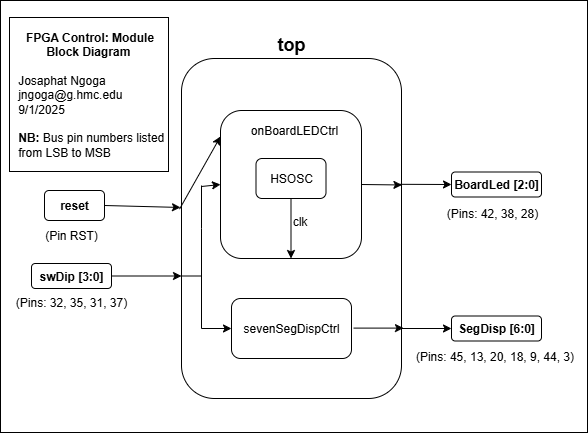 FPGA Control: Module
Block Diagram
Josaphat Ngoga
jngoga@g.hmc.edu
9/1/2025
NB: Bus pin numbers listed
from LSB to MSB
top
onBoardLEDCtrl
HSOSC
clk
reset
(Pin RST)
BoardLed [2:0]
(Pins: 42, 38, 28)
swDip [3:0]
(Pins: 32, 35, 31, 37)
sevenSegDispCtrl
SegDisp [6:0]
(Pins: 45, 13, 20, 18, 9, 44, 3)